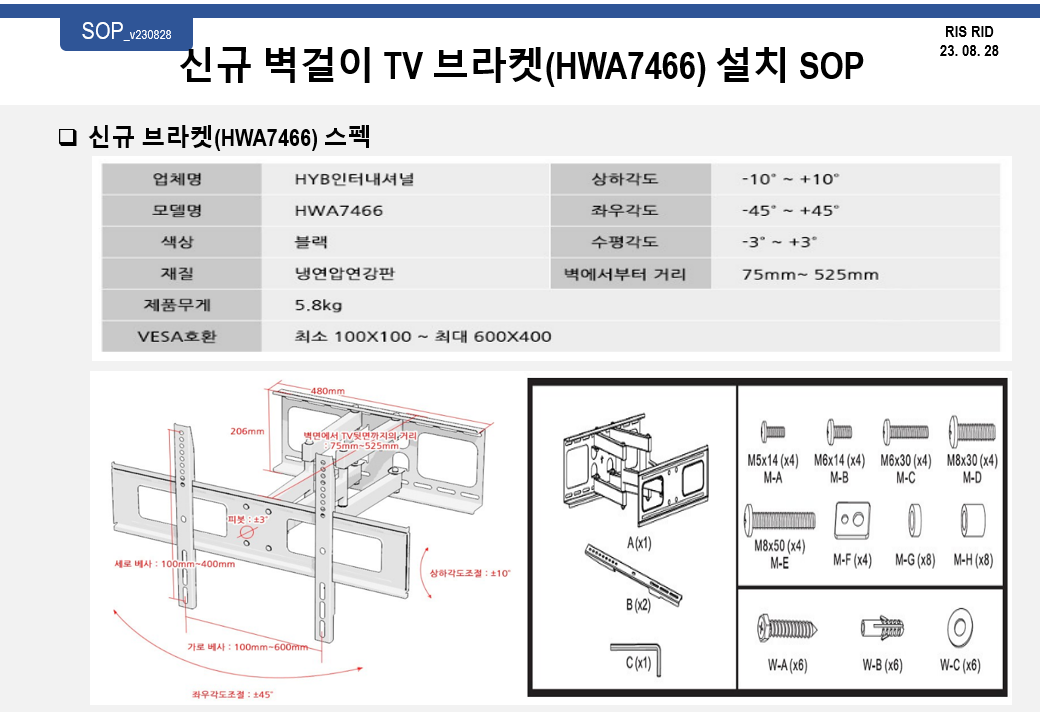 SOP_v230828
RIS RID
23. 08. 28
신규 벽걸이 TV 브라켓(HWA7466) 설치 SOP
❑ 신규 브라켓(HWA7466) 스펙
업체명 HYB인터내셔널 상하각도 -10° ~ +10°
모델명 HWA7466 좌우각도 -45° ~ +45°
색상 블랙 수평각도 -3° ~ +3°
재질 냉연압연강판 벽에서부터 거리 75mm~ 525mm
제품무게 5.8kg
VESA호환 최소 100X100 ~ 최대 600X400
480mm
206mm
벽면에서 TV뒷면까지의 거리
: 75mm~525mm
피봇 : ±3°
세로 베사 : 100mm~400mm
상하각도조절 : ±10°
가로 베사 : 100mm~600mm
좌우각도조절 : ±45°
A(x1)
B (x2)
C (x1)
M5x14 (x4) M6x14 (x4) M6x30 (x4) M8x30 (x4)
M-A M-B M-C M-D
M8x50 (x4)
M-E
M-F (x4) M-G (x8) M-H (x8)
W-A (x6) W-B (x6) W-C (x6)